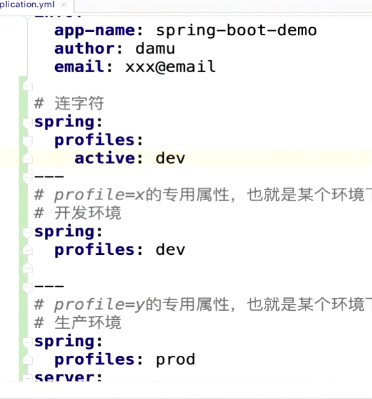 plication.yml
app-name: spring-boot-demo
author: damu
email: xxx@email
# 连字符
spring:
profiles:
active: dev
---
# profile=x的专用属性，也就是某个环境下
# 开发环境
spring:
profiles: dev
---
# profile=y的专用属性，也就是某个环境下
# 生产环境
spring:
profiles: prod
server: